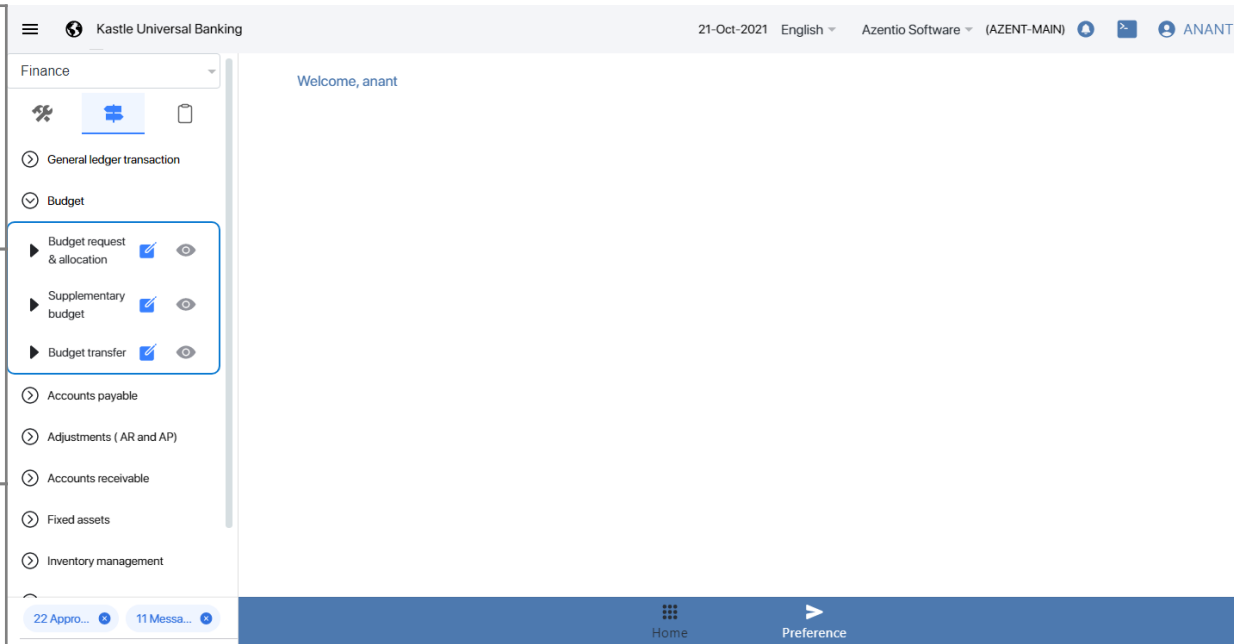 Kastle Universal Banking
21-Oct-2021 English Azentio Software (AZENT-MAIN) ANANT
Finance
Welcome, anant
General ledger transaction
Budget
Budget request
& allocation
Supplementary
budget
Budget transfer
Accounts payable
Adjustments ( AR and AP)
Accounts receivable
Fixed assets
Inventory management
22 Appro... 11 Messa...
Home Preference